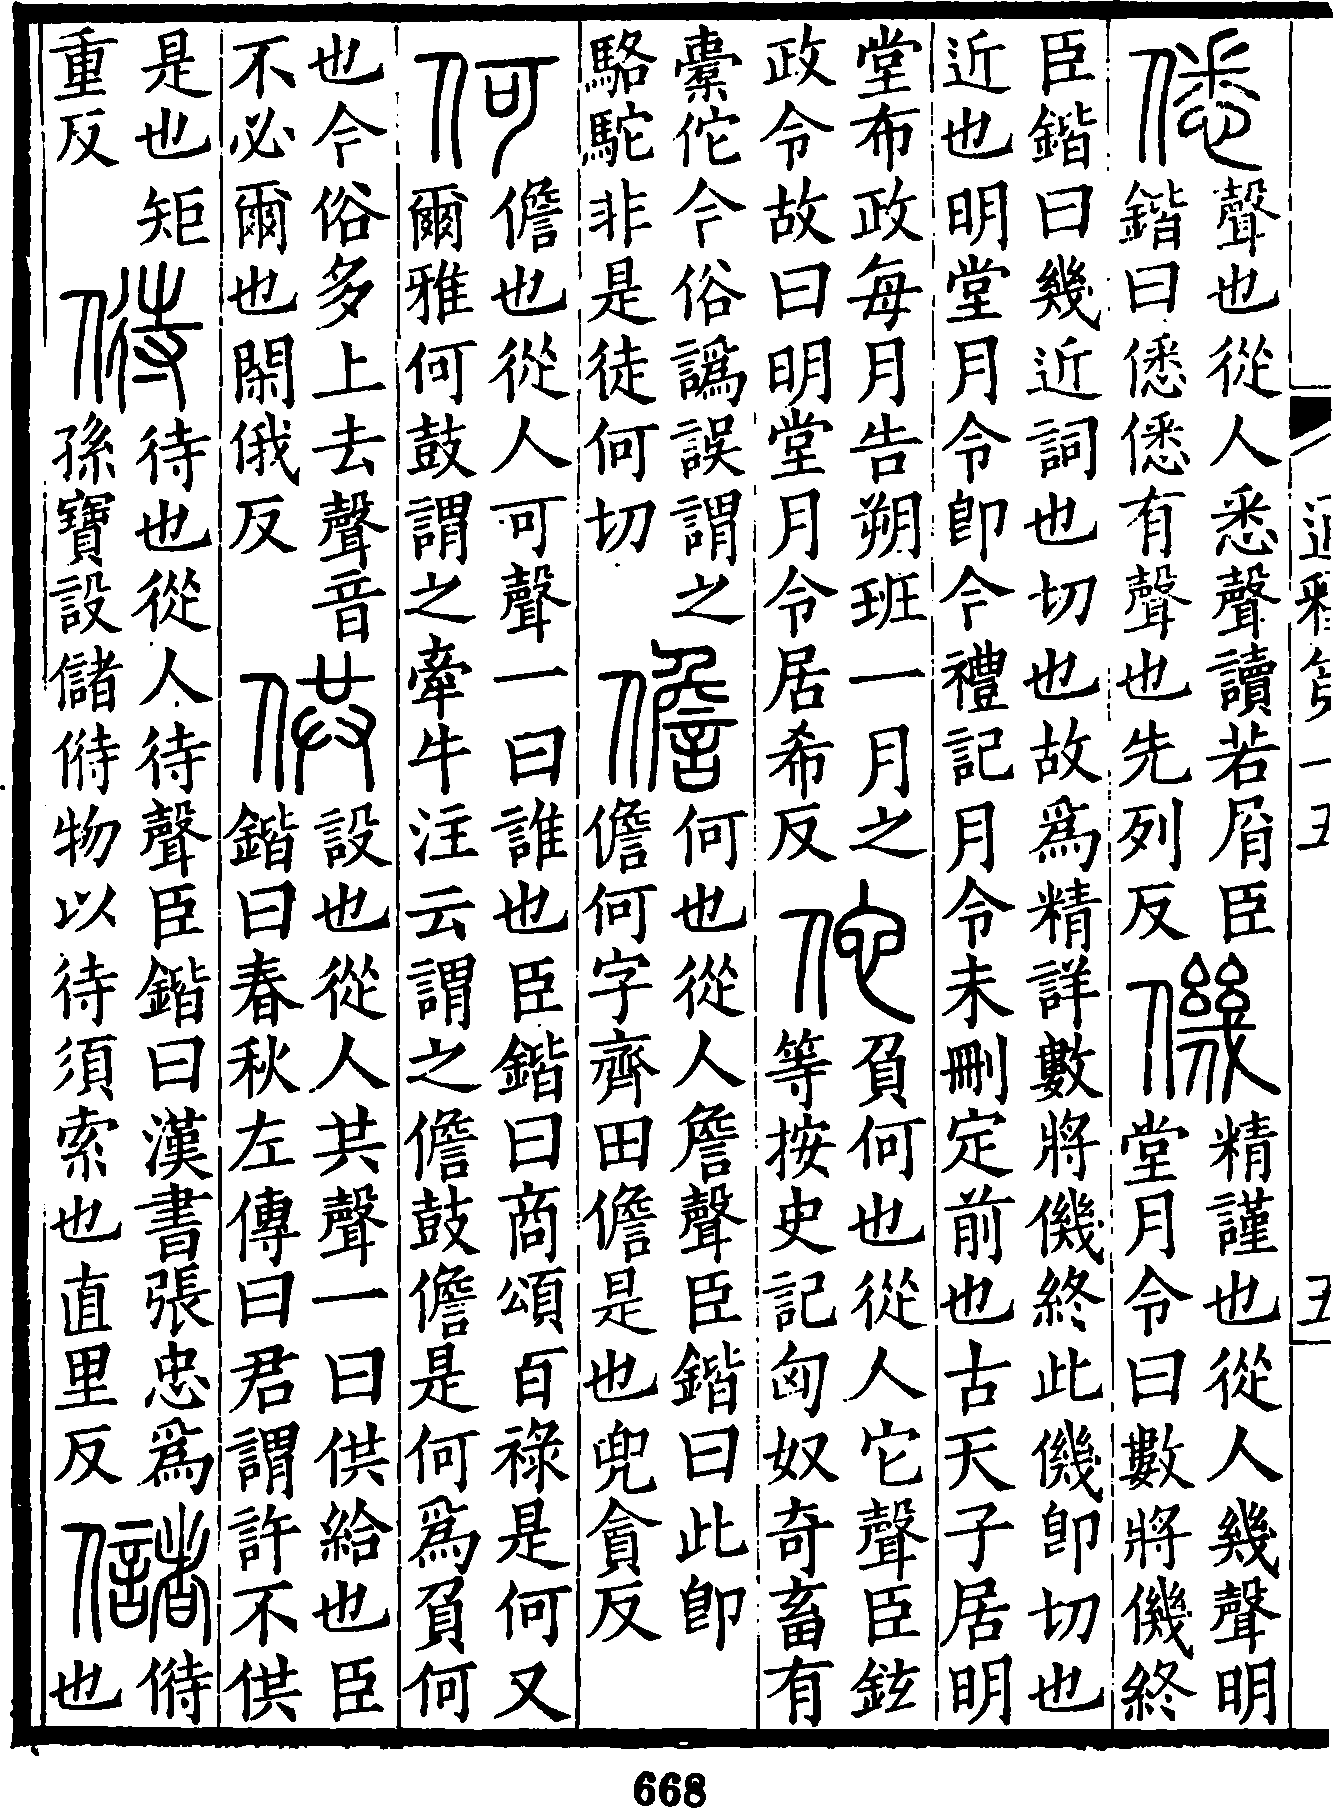 僁
聲也從人悉聲讀若屑臣
鍇曰僁僁有聲也先列反
僟
精謹也從人幾聲明
堂月令曰數將僟終
臣鍇曰幾近詞也切也故爲精詳數將僟終此僟卽切也
近也明堂月令卽今禮記月令未刪定前也古天子居明
堂布政每月告朔班一月之
政令故曰明堂月令居希反
佗
負何也從人它聲臣鉉
等按史記匈奴奇畜有
橐佗今俗譌誤謂之
駱駝非是徒何切
儋
何也從人詹聲臣鍇曰此卽
儋何字齊田儋是也兜貪反
何
儋也從人可聲一曰誰也臣鍇曰商頌百祿是何又
爾雅何鼓謂之牽牛注云謂之儋鼓儋是何爲負何
也今俗多上去聲音
不必爾也閑俄反
供
設也從人共聲一曰供給也臣
鍇曰春秋左傳曰君謂許不供
是也矩
重反
偫
待也從人待聲臣鍇曰漢書張忠爲
孫寶設儲偫物以待須索也直里反
儲
偫
也
668